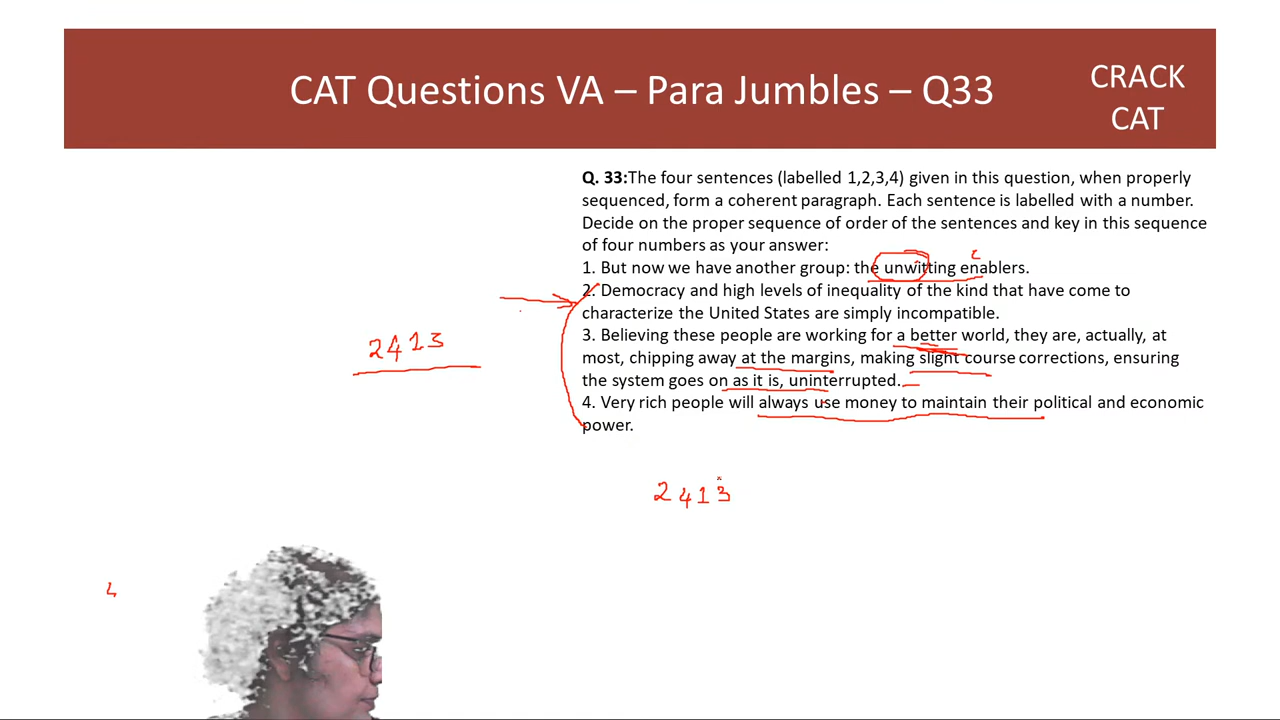 CAT Questions VA – Para Jumbles – Q33
CRACK
CAT
Q. 33:The four sentences (labelled 1,2,3,4) given in this question, when properly
sequenced, form a coherent paragraph. Each sentence is labelled with a number.
Decide on the proper sequence of order of the sentences and key in this sequence
of four numbers as your answer:
1. But now we have another group: the unwitting enablers.
2. Democracy and high levels of inequality of the kind that have come to
characterize the United States are simply incompatible.
3. Believing these people are working for a better world, they are, actually, at
most, chipping away at the margins, making slight course corrections, ensuring
the system goes on as it is, uninterrupted.
4. Very rich people will always use money to maintain their political and economic
power.
2413
2413